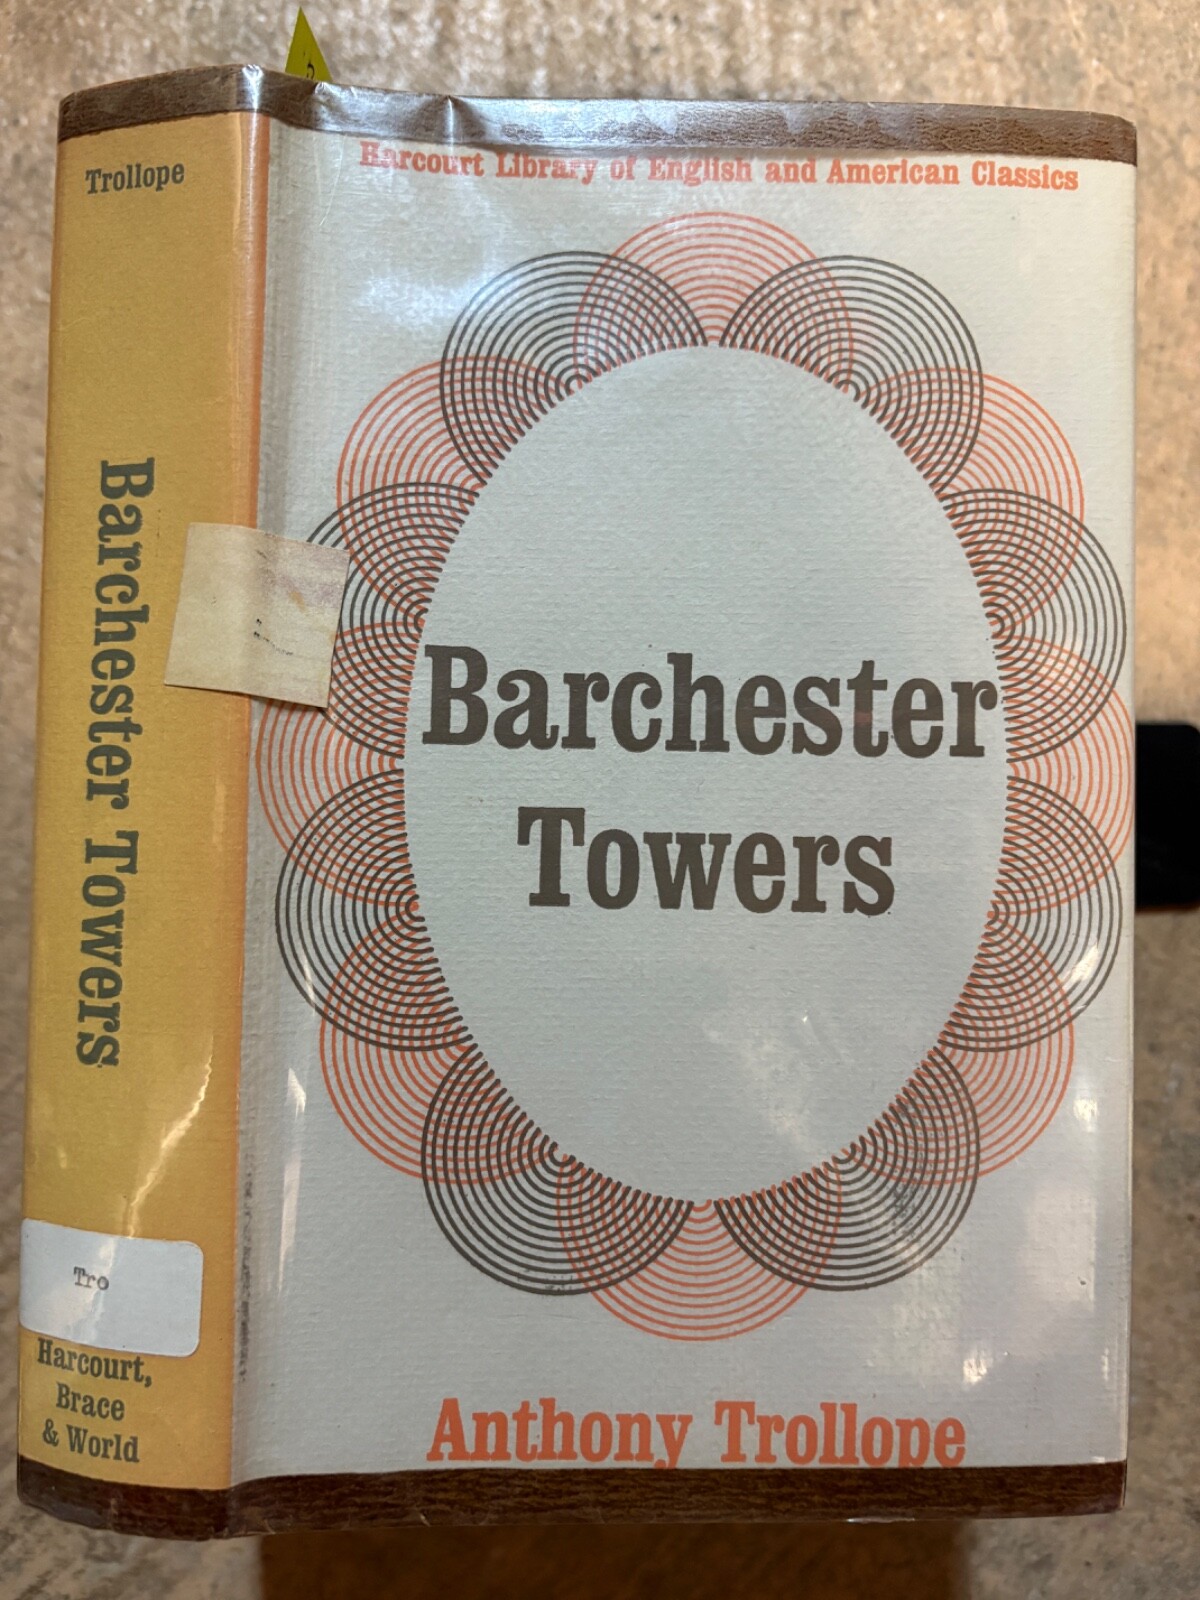 Trollope
Barchester Towers
Tro
Harcourt,
Brace
& World
Harcourt Library of English and American Classics
Barchester
Towers
Anthony Trollope